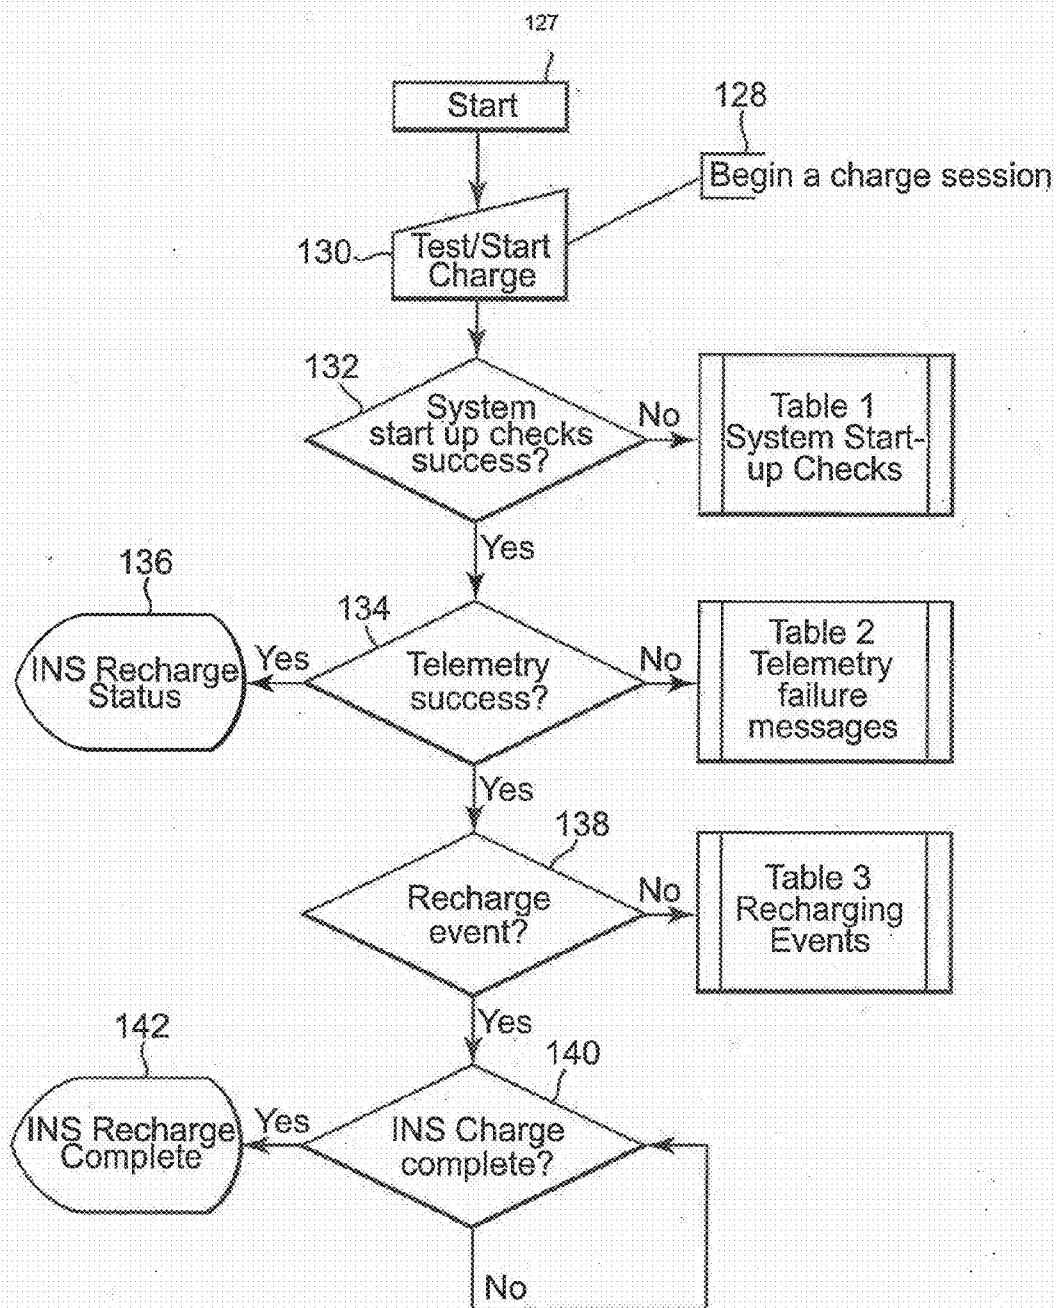 127
Start
128
Begin a charge session
130
Test/Start
Charge
132
System
start up checks
success?
No
Table 1
System Start-
up Checks
Yes
136
134
INS Recharge
Status
Yes
Telemetry
success?
No
Table 2
Telemetry
failure
messages
Yes
138
Recharge
event?
No
Table 3
Recharging
Events
Yes
142
140
INS Recharge
Complete
Yes
INS Charge
complete?
No